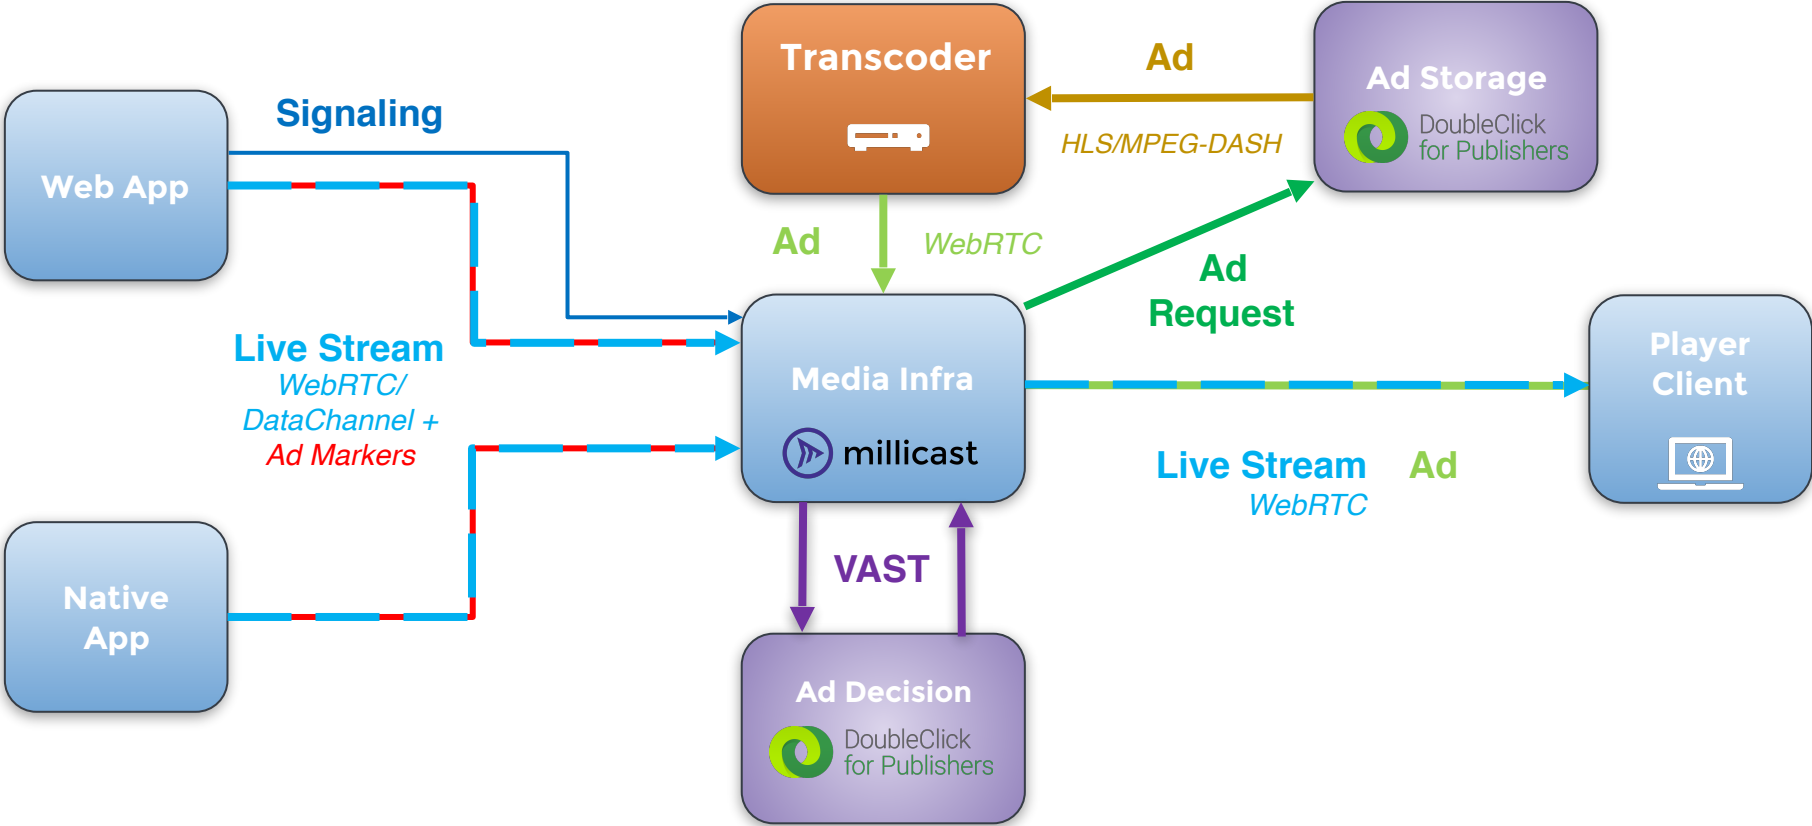 Transcoder
Ad
Ad Storage
DoubleClick
for Publishers
HLS/MPEG-DASH
Signaling
Web App
Ad
WebRTC
Ad
Request
Live Stream
WebRTC/
DataChannel +
Ad Markers
Media Infra
millicast
Player
Client
Live Stream Ad
WebRTC
VAST
Native
App
Ad Decision
DoubleClick
for Publishers